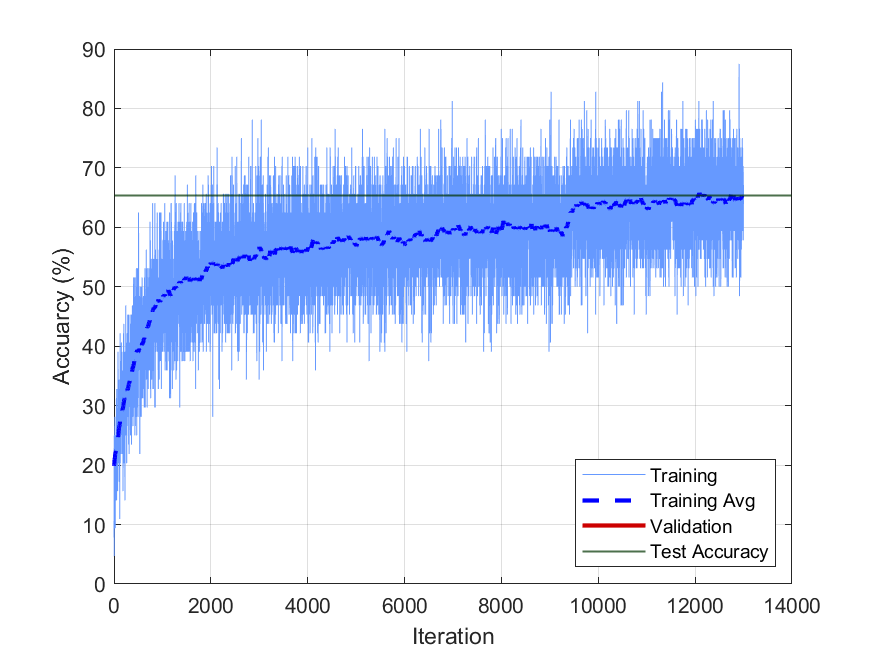 90
80
70
60
50
40
30
20
10
0
Accuarcy (%)
0 2000 4000 6000 8000 10000 12000 14000
Iteration
Training
Training Avg
Validation
Test Accuracy